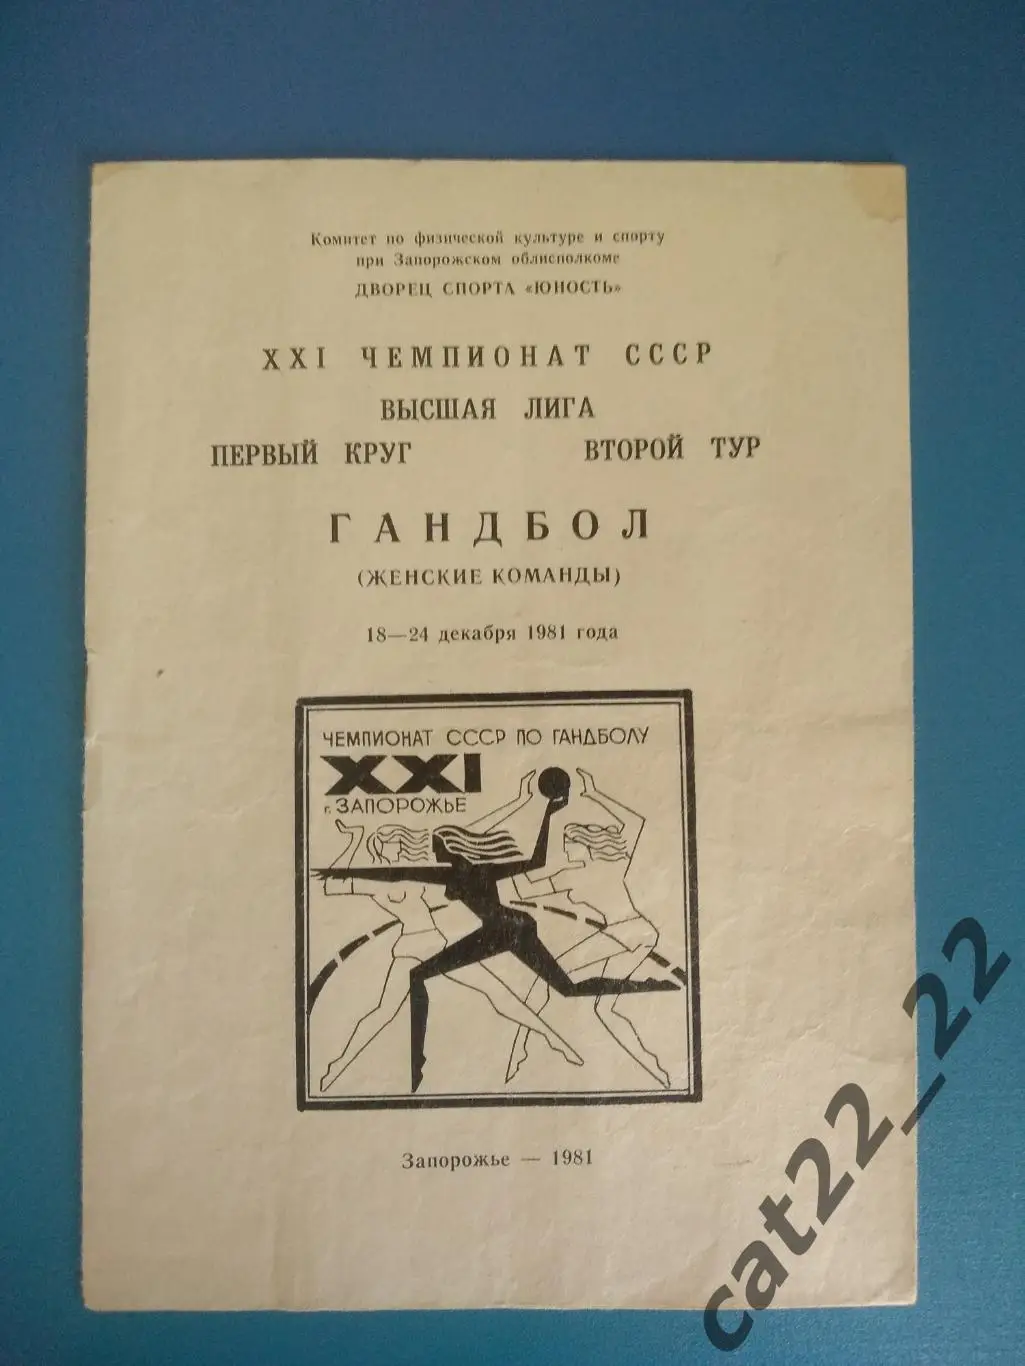 Комитет по физической культуре и спорту
при Запорожском облисполкоме
ДВОРЕЦ СПОРТА «ЮНОСТЬ»
XXI ЧЕМПИОНАТ СССР
ВЫСШАЯ ЛИГА
ПЕРВЫЙ КРУГ ВТОРОЙ ТУР
ГАНДБОЛ
(ЖЕНСКИЕ КОМАНДЫ)
18—24 декабря 1981 года
ЧЕМПИОНАТ СССР ПО ГАНДБОЛУ
XXI
г. ЗАПОРОЖЬЕ
Запорожье — 1981
cat22_22